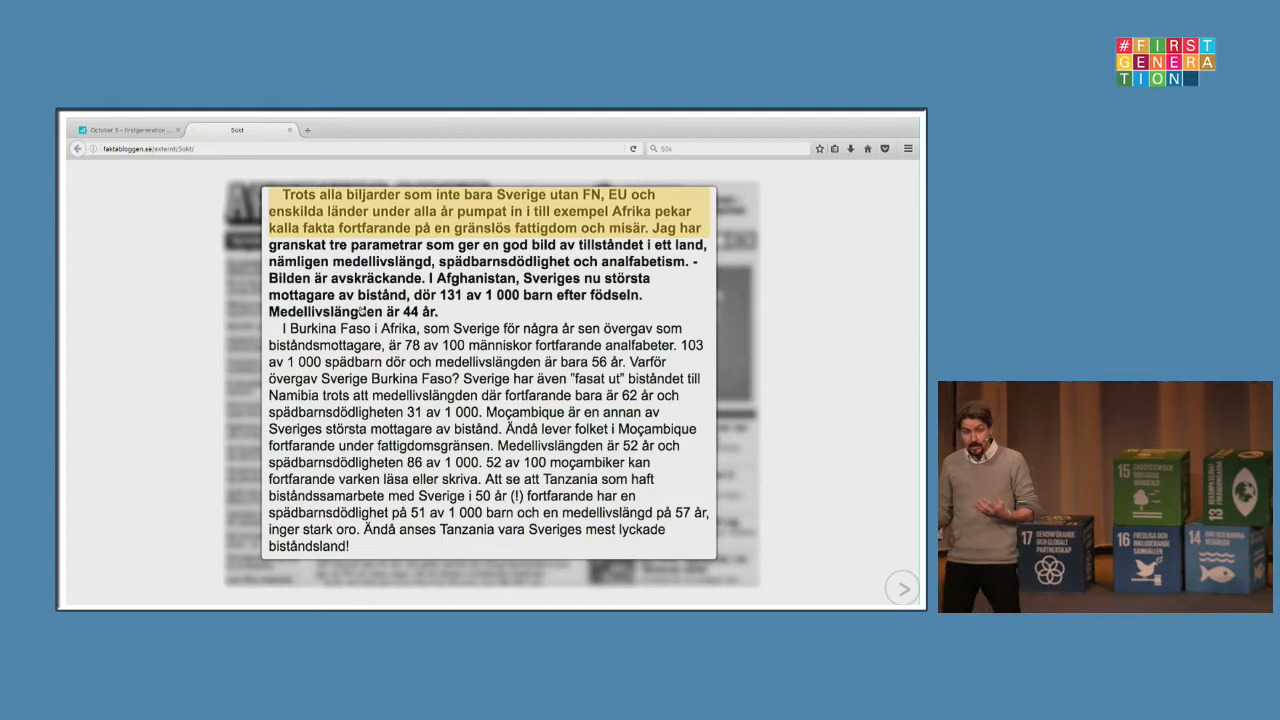 #FIRST
GENERA
TION
October 5 - firstgeneration ...
Sokt
faktabloggen.se/externt/Sokt/
Sök
Trots alla biljarder som inte bara Sverige utan FN, EU och
enskilda länder under alla år pumpat in i till exempel Afrika pekar
kalla fakta fortfarande på en gränslös fattigdom och misär. Jag har
granskat tre parametrar som ger en god bild av tillståndet i ett land,
nämligen medellivslängd, spädbarnsdödlighet och analfabetism. -
Bilden är avskräckande. I Afghanistan, Sveriges nu största
mottagare av bistånd, dör 131 av 1 000 barn efter födseln.
Medellivslängden är 44 år.
I Burkina Faso i Afrika, som Sverige för några år sen övergav som
biståndsmottagare, är 78 av 100 människor fortfarande analfabeter. 103
av 1 000 spädbarn dör och medellivslängden är bara 56 år. Varför
övergav Sverige Burkina Faso? Sverige har även "fasat ut" biståndet till
Namibia trots att medellivslängden där fortfarande bara är 62 år och
spädbarnsdödligheten 31 av 1 000. Moçambique är en annan av
Sveriges största mottagare av bistånd. Ändå lever folket i Moçambique
fortfarande under fattigdomsgränsen. Medellivslängden är 52 år och
spädbarnsdödligheten 86 av 1 000. 52 av 100 moçambiker kan
fortfarande varken läsa eller skriva. Att se att Tanzania som haft
biståndssamarbete med Sverige i 50 år (!) fortfarande har en
spädbarnsdödlighet på 51 av 1 000 barn och en medellivslängd på 57 år,
inger stark oro. Ändå anses Tanzania vara Sveriges mest lyckade
biståndsland!
15
13
17 GENOMFÖRANDE
OCH GLOBALT
PARTNERSKAP
16 FREDLIGA OCH
INKLUDERANDE
SAMHÄLLEN
14